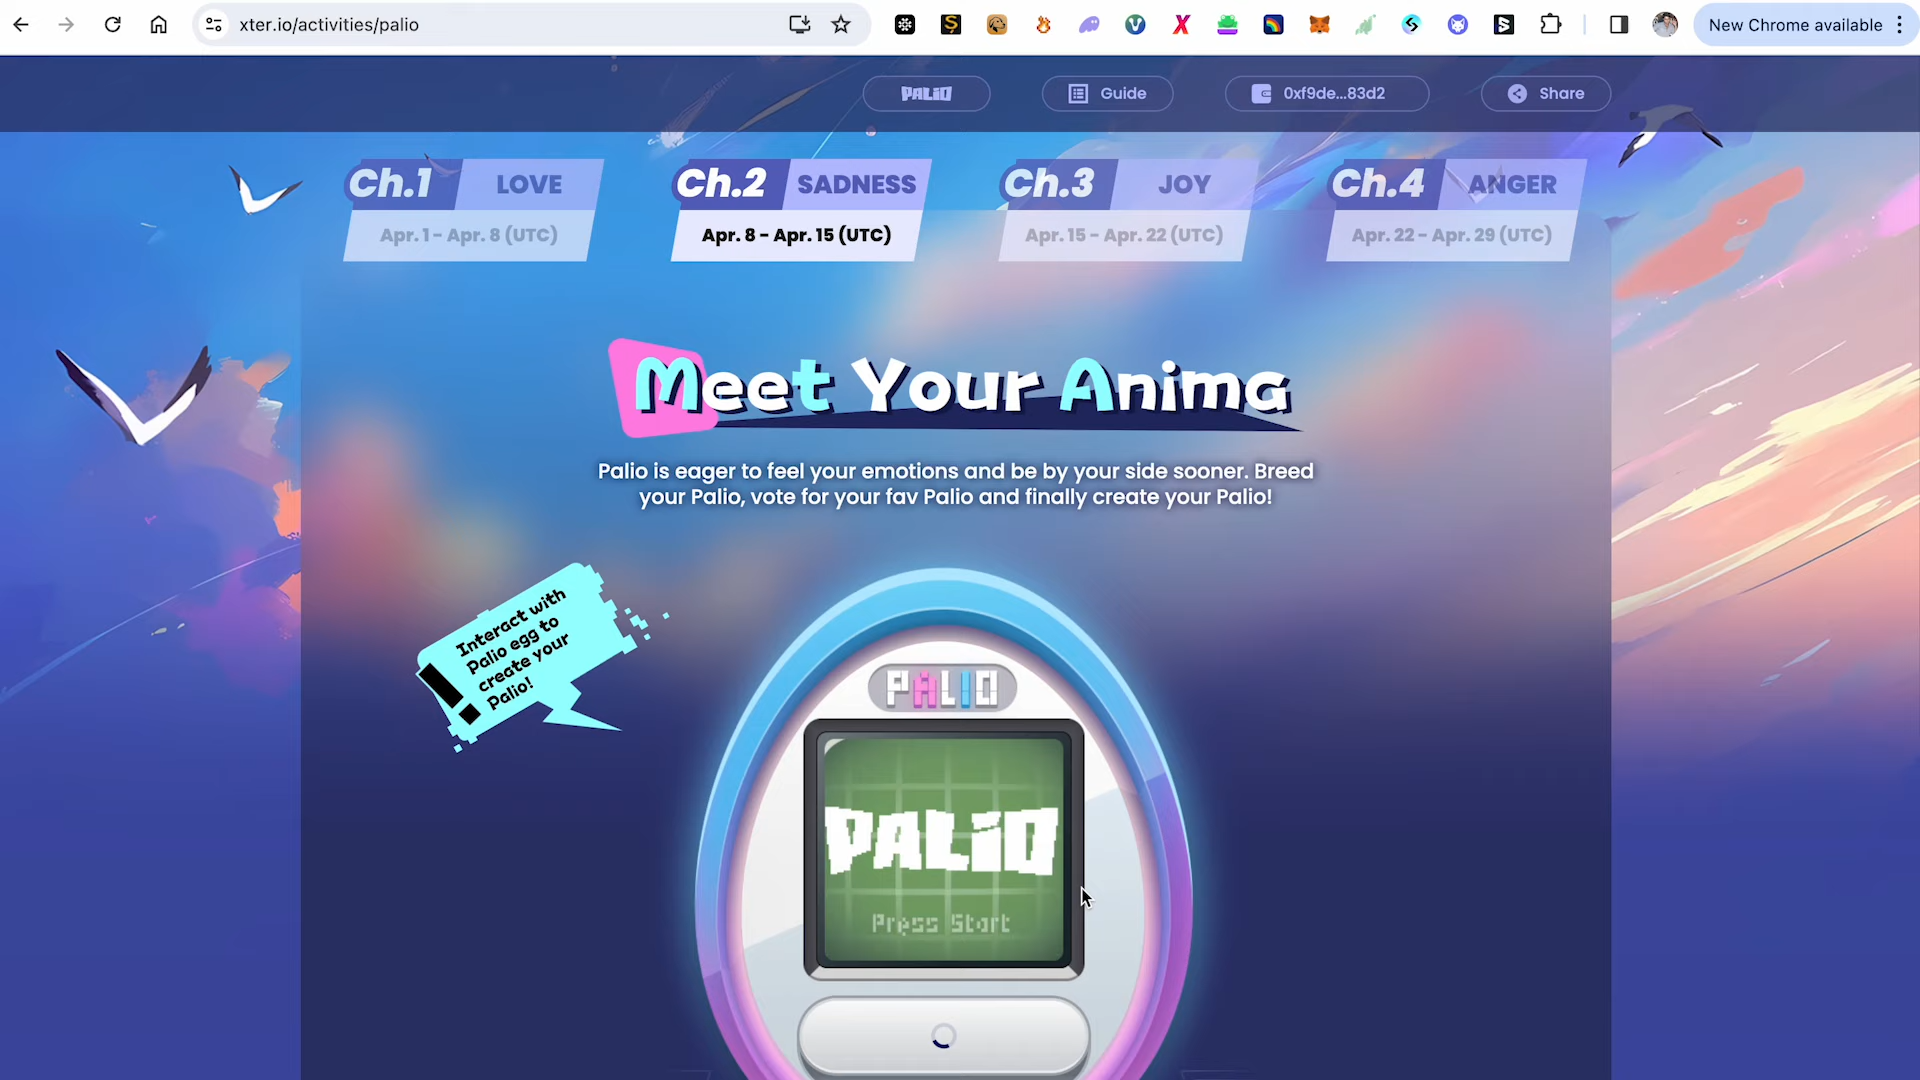 xter.io/activities/palio
New Chrome available
PALIO
Guide
0xf9de...83d2
Share
Ch.1 LOVE
Apr. 1 - Apr. 8 (UTC)
Ch.2 SADNESS
Apr. 8 - Apr. 15 (UTC)
Ch.3 JOY
Apr. 15 - Apr. 22 (UTC)
Ch.4 ANGER
Apr. 22 - Apr. 29 (UTC)
Meet Your Anima
Palio is eager to feel your emotions and be by your side sooner. Breed
your Palio, vote for your fav Palio and finally create your Palio!
Interact with
Palio egg to
create your
Palio!
PALIO
PALIO
Press Start